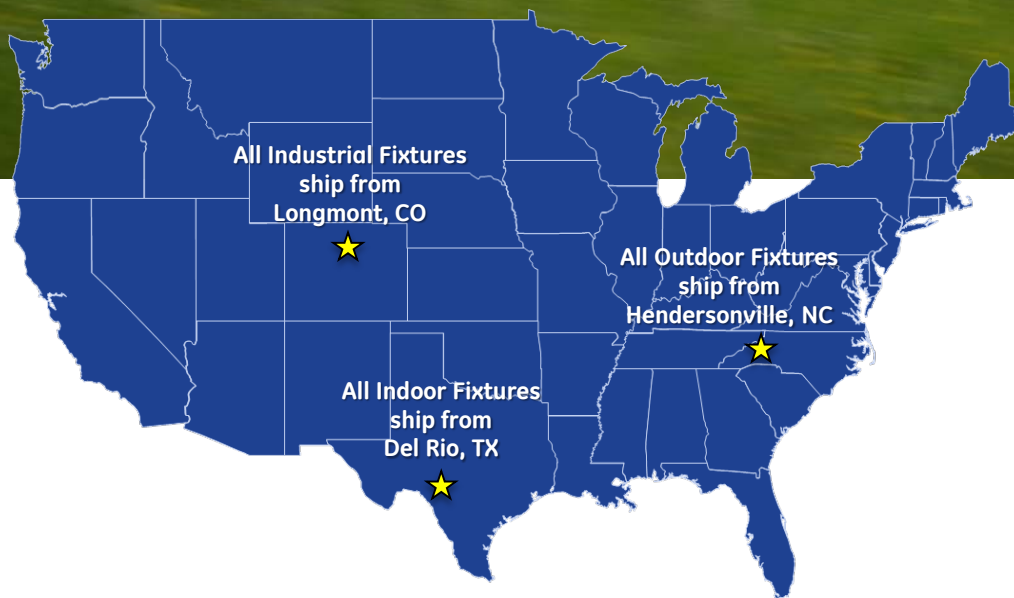 All Industrial Fixtures
ship from
Longmont, CO
All Outdoor Fixtures
ship from
Hendersonville, NC
All Indoor Fixtures
ship from
Del Rio, TX